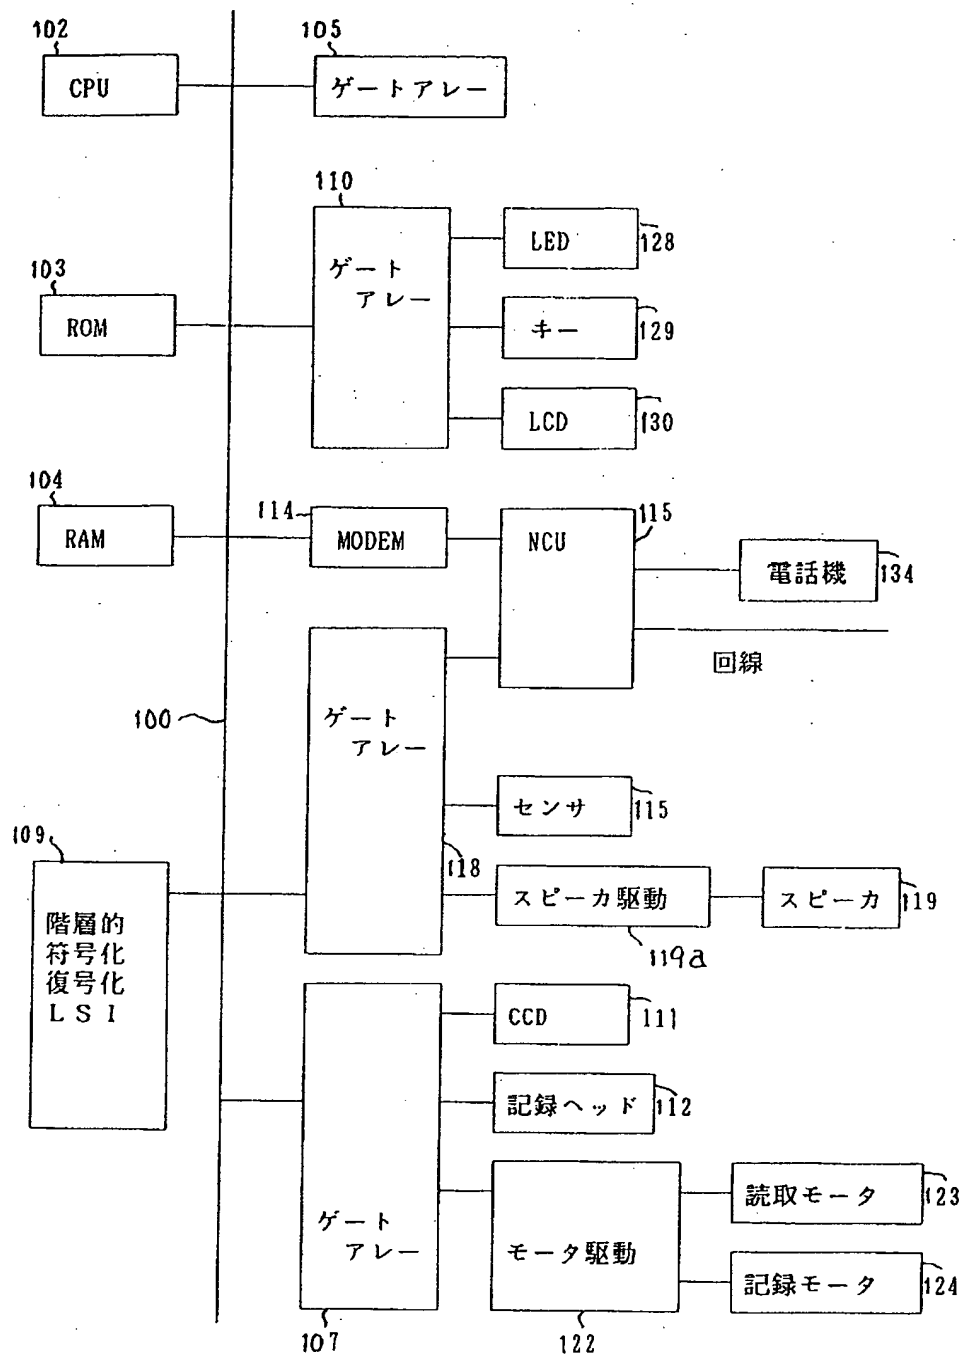 102
CPU
105
ゲートアレー
110
ゲート
アレー
LED
128
103
ROM
キー
129
LCD
130
104
RAM
114
MODEM
NCU
115
電話機
134
回線
100
ゲート
アレー
118
センサ
115
109
階層的
符号化
復号化
LSI
スピーカ駆動
119a
スピーカ
119
CCD
111
記録ヘッド
112
ゲート
アレー
107
モータ駆動
122
読取モータ
123
記録モータ
124